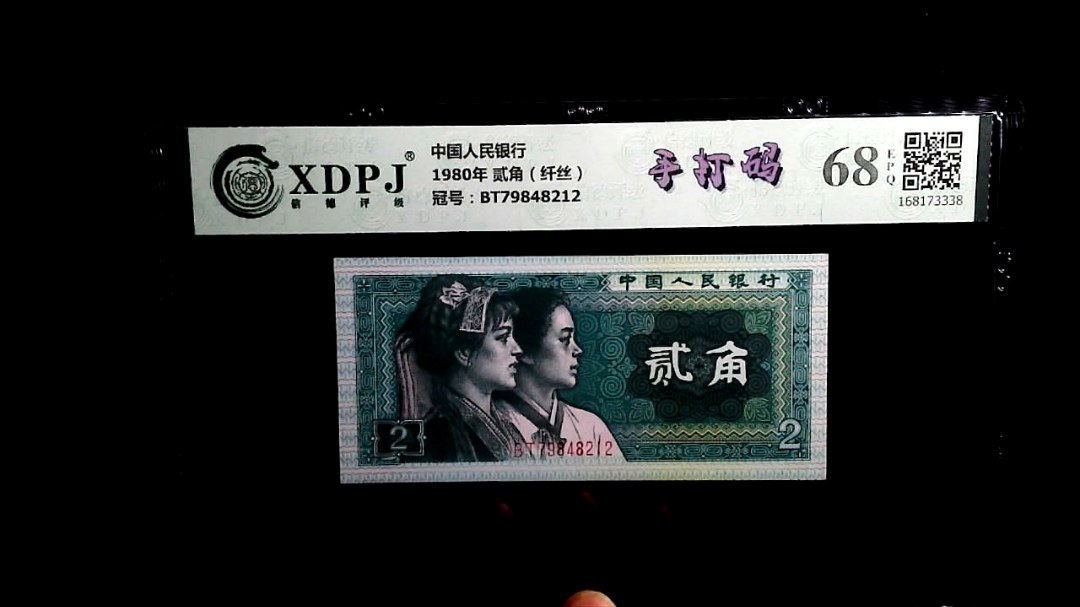 XDPJ®
信德评级
中国人民银行
1980年 贰角（纤丝）
冠号：BT79848212
手打码
68
EPQ
168173338
中国人民银行
贰角
2
2
BT79848212